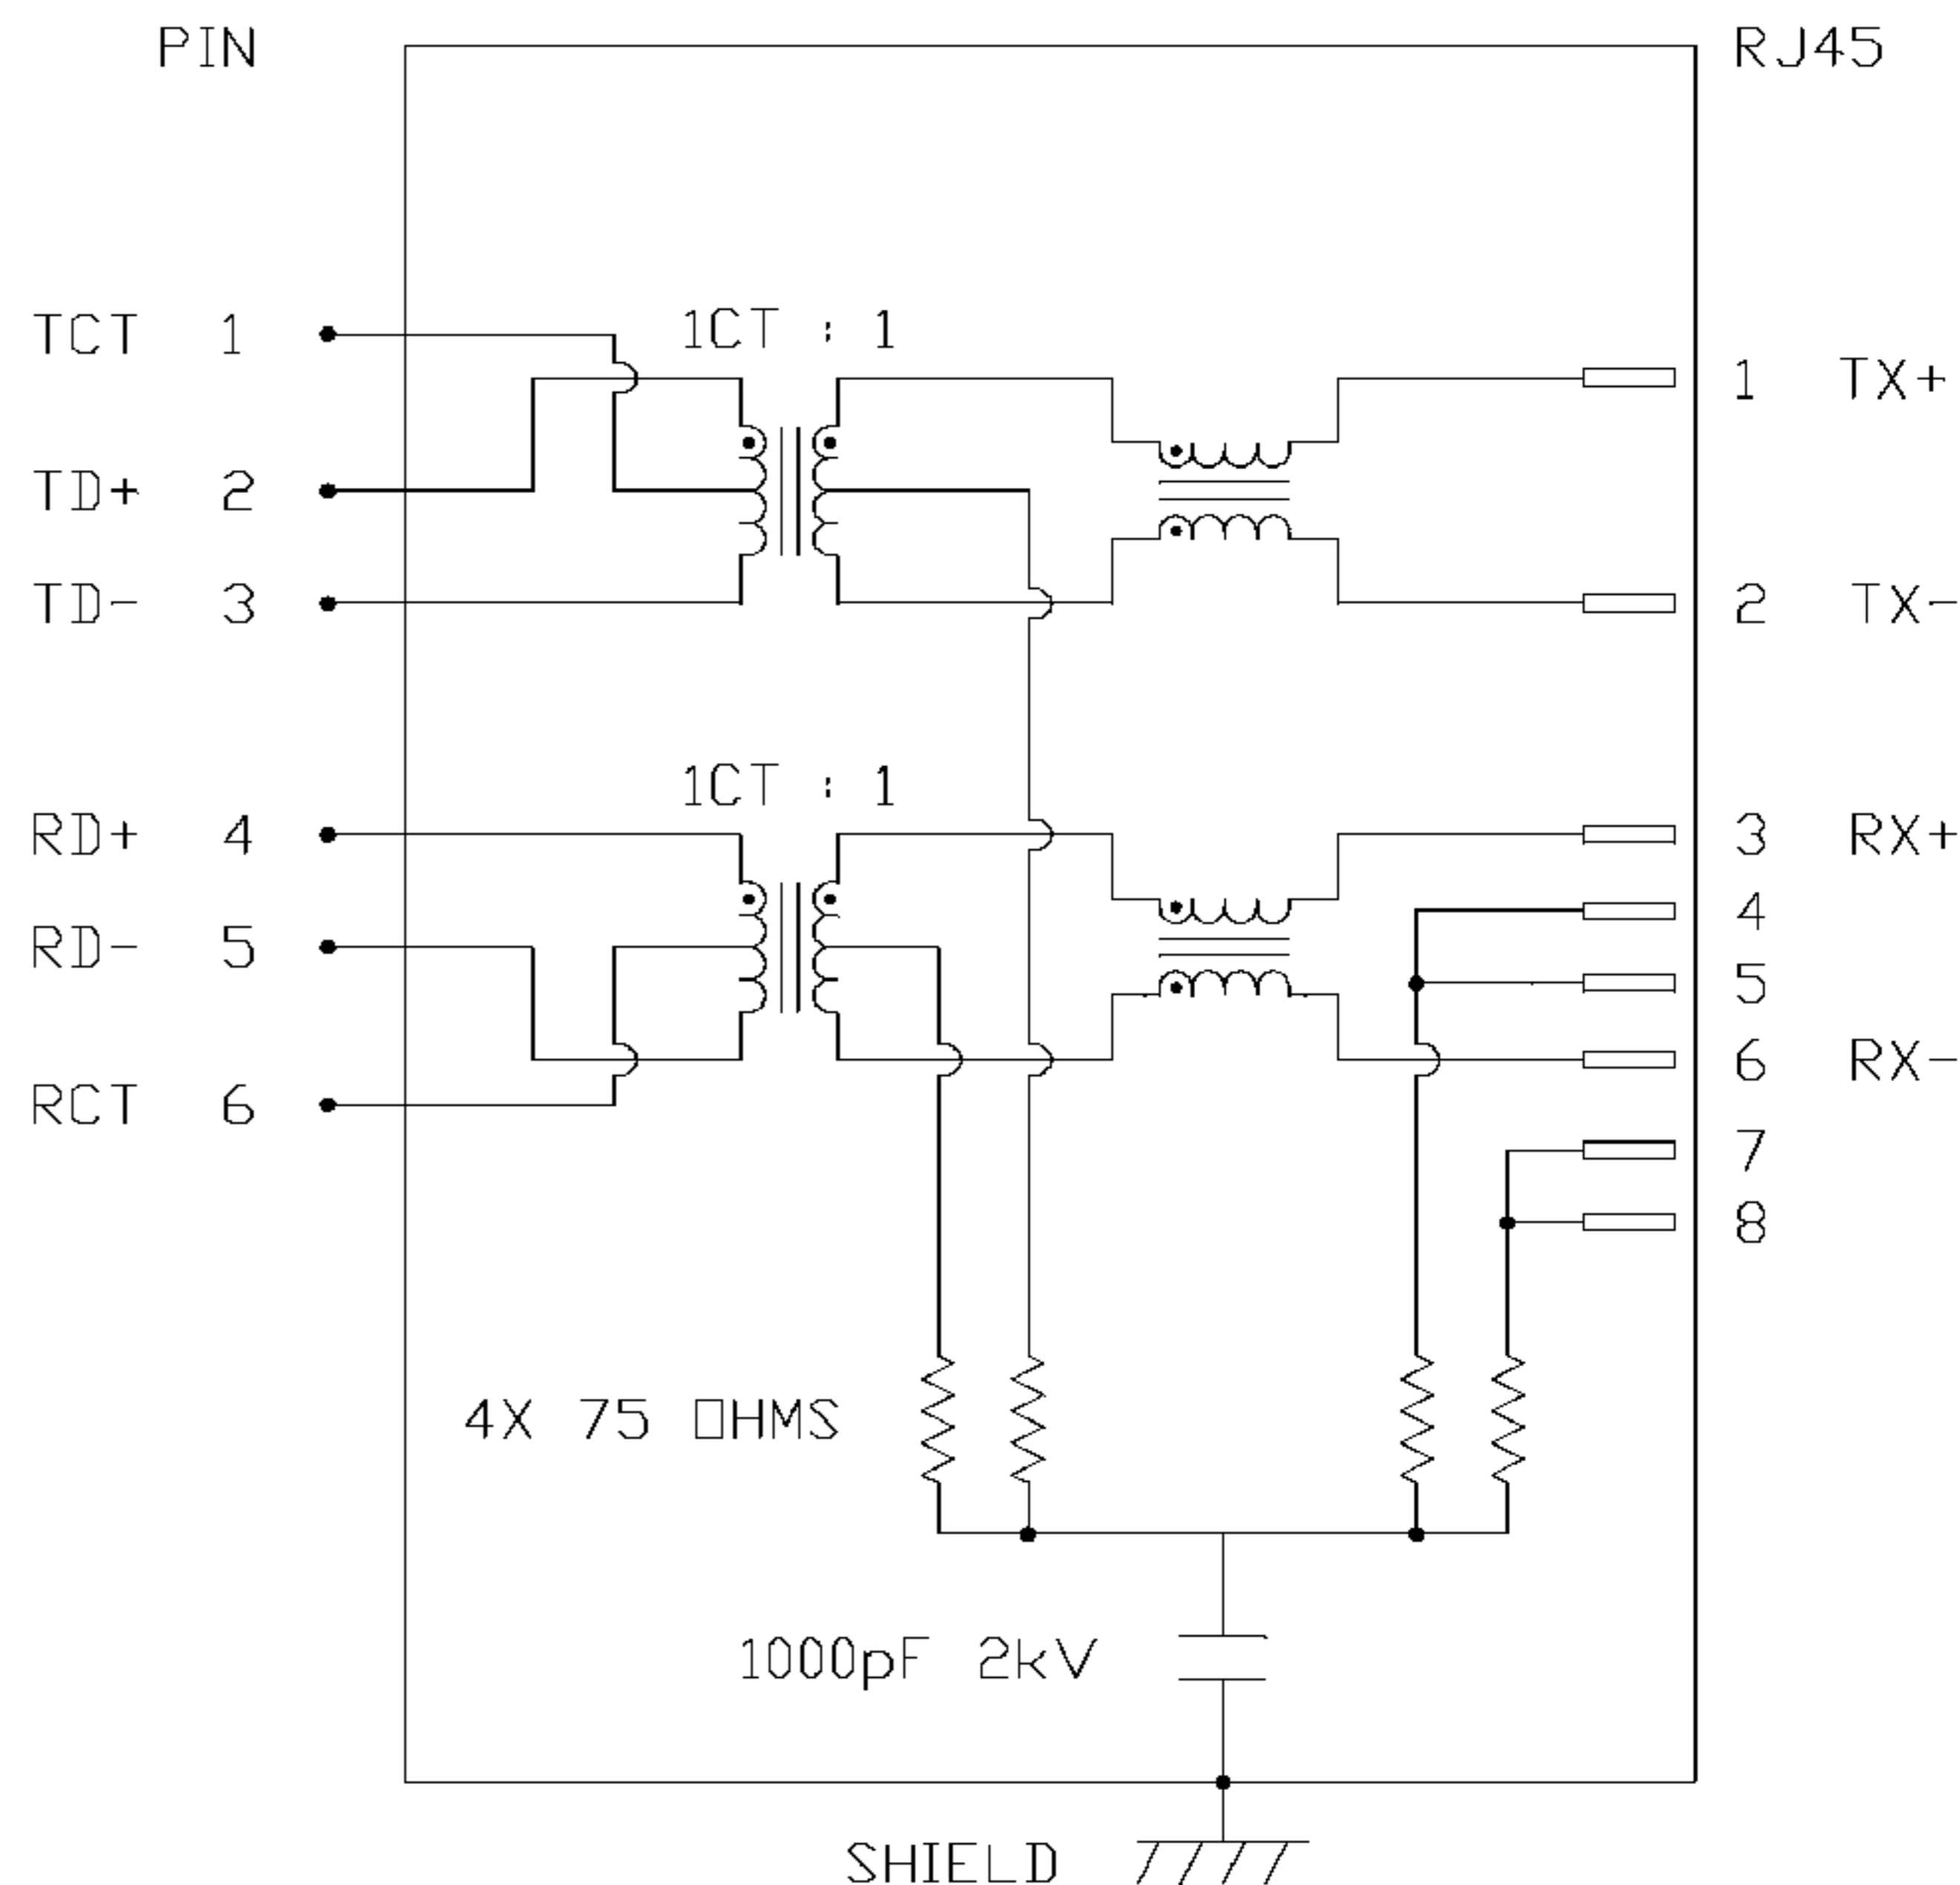 PIN
RJ45
TCT 1
1CT : 1
1 TX+
TD+ 2
TD- 3
2 TX-
1CT : 1
RD+ 4
3 RX+
4
RD- 5
5
6 RX-
RCT 6
7
8
4X 75 OHMS
1000pF 2kV
SHIELD